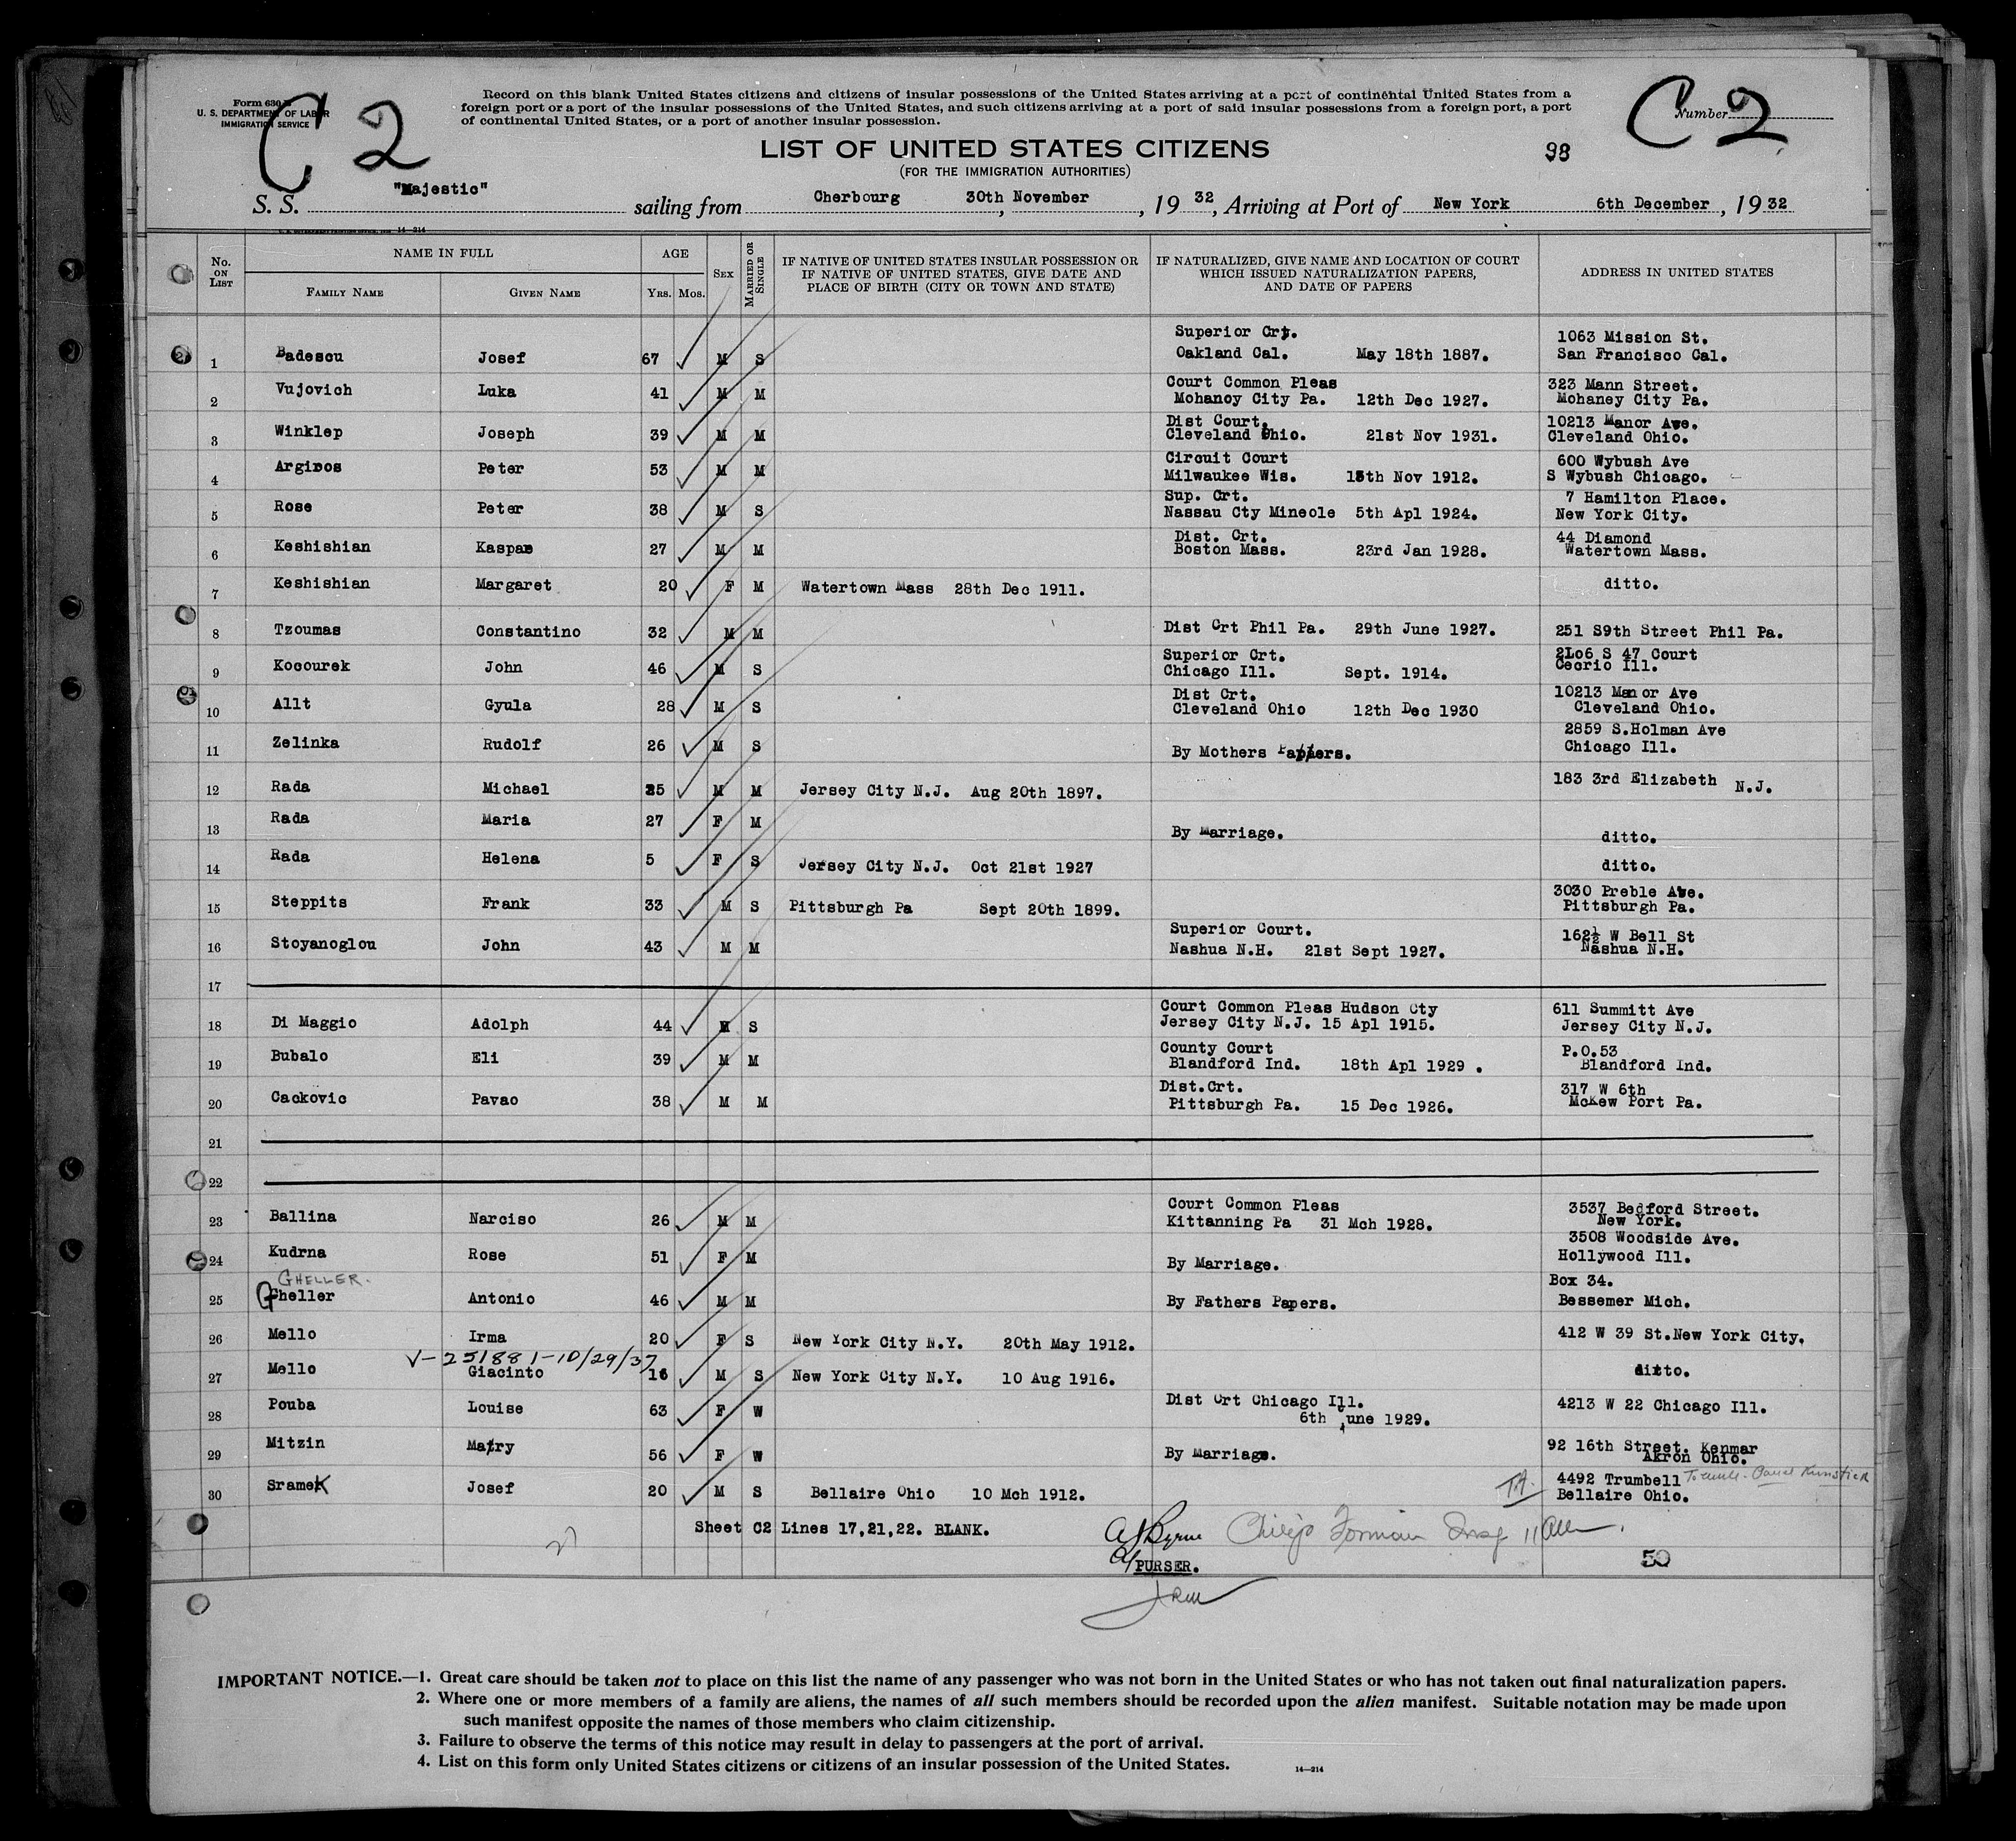 Form 630
U. S. DEPARTMENT OF LABOR
IMMIGRATION SERVICE
C 2
Record on this blank United States citizens and citizens of insular possessions of the United States arriving at a port of continental United States from a
foreign port or a port of the insular possessions of the United States, and such citizens arriving at a port of said insular possessions from a foreign port, a port
of continental United States, or a port of another insular possession.
Number
C 2
LIST OF UNITED STATES CITIZENS
(FOR THE IMMIGRATION AUTHORITIES)
98
S. S. "Majestic" sailing from Cherbourg 30th November, 1932, Arriving at Port of New York 6th December, 1932
14—214
No. ON LIST
NAME IN FULL
FAMILY NAME
GIVEN NAME
AGE
YRS. MOS.
SEX
MARRIED OR SINGLE
IF NATIVE OF UNITED STATES INSULAR POSSESSION OR
IF NATIVE OF UNITED STATES, GIVE DATE AND
PLACE OF BIRTH (CITY OR TOWN AND STATE)
IF NATURALIZED, GIVE NAME AND LOCATION OF COURT
WHICH ISSUED NATURALIZATION PAPERS,
AND DATE OF PAPERS
ADDRESS IN UNITED STATES
Superior Crt. 1063 Mission St.
1 Badescu Josef 67 M S Oakland Cal. May 18th 1887. San Francisco Cal.
Court Common Pleas 323 Mann Street.
2 Vujovich Luka 41 M M Mohanoy City Pa. 12th Dec 1927. Mohaney City Pa.
Dist Court. 10213 Manor Ave.
3 Winklep Joseph 39 M M Cleveland Ohio. 21st Nov 1931. Cleveland Ohio.
Circuit Court 600 Wybush Ave
4 Argiros Peter 53 M M Milwaukee Wis. 15th Nov 1912. S Wybush Chicago.
Sup. Crt. 7 Hamilton Place.
5 Rose Peter 38 M S Nassau Cty Mineole 5th Apl 1924. New York City.
Dist. Crt. 44 Diamond
6 Keshishian Kaspar 27 M M Boston Mass. 23rd Jan 1928. Watertown Mass.
7 Keshishian Margaret 20 F M Watertown Mass 28th Dec 1911. ditto.
8 Tzoumas Constantino 32 M M Dist Crt Phil Pa. 29th June 1927. 251 S9th Street Phil Pa.
Superior Crt. 2Lo6 S 47 Court
9 Kocourek John 46 M S Chicago Ill. Sept. 1914. Cecrio Ill.
Dist Crt. 10213 Manor Ave
10 Allt Gyula 28 M S Cleveland Ohio 12th Dec 1930 Cleveland Ohio.
2859 S.Holman Ave
11 Zelinka Rudolf 26 M S By Mothers Papers. Chicago Ill.
12 Rada Michael 25 M M Jersey City N.J. Aug 20th 1897. 183 3rd Elizabeth N.J.
13 Rada Maria 27 F M By Marriage. ditto.
14 Rada Helena 5 F S Jersey City N.J. Oct 21st 1927 ditto.
3030 Preble Ave.
15 Steppits Frank 33 M S Pittsburgh Pa Sept 20th 1899. Pittsburgh Pa.
Superior Court. 162½ W Bell St
16 Stoyanoglou John 43 M M Nashua N.H. 21st Sept 1927. Nashua N.H.
17
Court Common Pleas Hudson Cty 611 Summitt Ave
18 Di Maggio Adolph 44 M S Jersey City N.J. 15 Apl 1915. Jersey City N.J.
County Court P.O.53
19 Bubalo Eli 39 M M Blandford Ind. 18th Apl 1929 . Blandford Ind.
Dist.Crt. 317 W 6th
20 Cackovic Pavao 38 M M Pittsburgh Pa. 15 Dec 1926. McKew Port Pa.
21
22
Court Common Pleas 3537 Bedford Street.
23 Ballina Narciso 26 M M Kittanning Pa 31 Mch 1928. New York.
3508 Woodside Ave.
24 Kudrna Rose 51 F M By Marriage. Hollywood Ill.
GHELLER. Box 34.
25 Gheller Antonio 46 M M By Fathers Papers. Bessemer Mich.
26 Mello Irma 20 F S New York City N.Y. 20th May 1912. 412 W 39 St.New York City.
V-251881-10/29/37
27 Mello Giacinto 16 M S New York City N.Y. 10 Aug 1916. ditto.
Dist Crt Chicago Ill.
28 Pouba Louise 63 F W 6th June 1929. 4213 W 22 Chicago Ill.
92 16th Street. Kenmar
29 Mitzin Mary 56 F W By Marriage. Akron Ohio.
4492 Trumbell
30 Sramek Josef 20 M S Bellaire Ohio 10 Mch 1912. Bellaire Ohio.
Sheet C2 Lines 17,21,22. BLANK.
A J Byrne Philip Forman Insp
a/ PURSER.
50
IMPORTANT NOTICE.—1. Great care should be taken not to place on this list the name of any passenger who was not born in the United States or who has not taken out final naturalization papers.
2. Where one or more members of a family are aliens, the names of all such members should be recorded upon the alien manifest. Suitable notation may be made upon
such manifest opposite the names of those members who claim citizenship.
3. Failure to observe the terms of this notice may result in delay to passengers at the port of arrival.
4. List on this form only United States citizens or citizens of an insular possession of the United States.
14—214